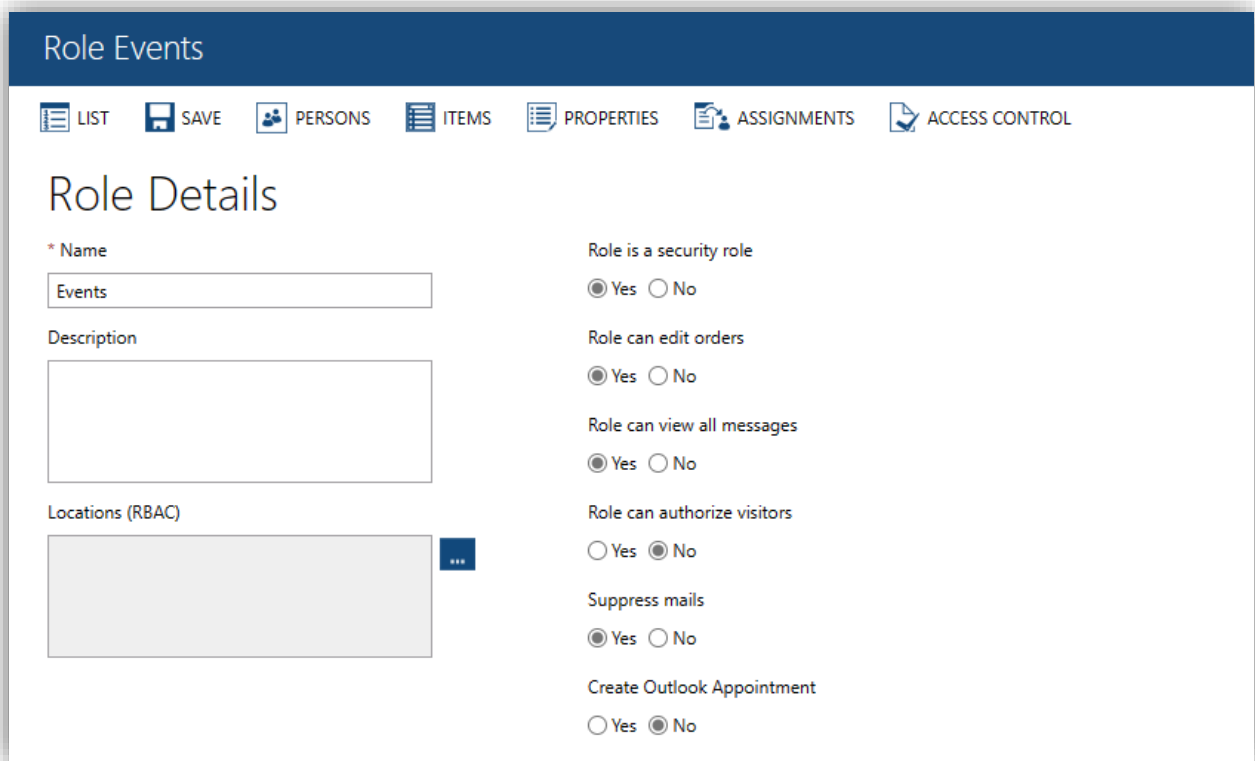 Role Events
LIST SAVE PERSONS ITEMS PROPERTIES ASSIGNMENTS ACCESS CONTROL
Role Details
* Name
Events
Description
Locations (RBAC)
...
Role is a security role
Yes No
Role can edit orders
Yes No
Role can view all messages
Yes No
Role can authorize visitors
Yes No
Suppress mails
Yes No
Create Outlook Appointment
Yes No